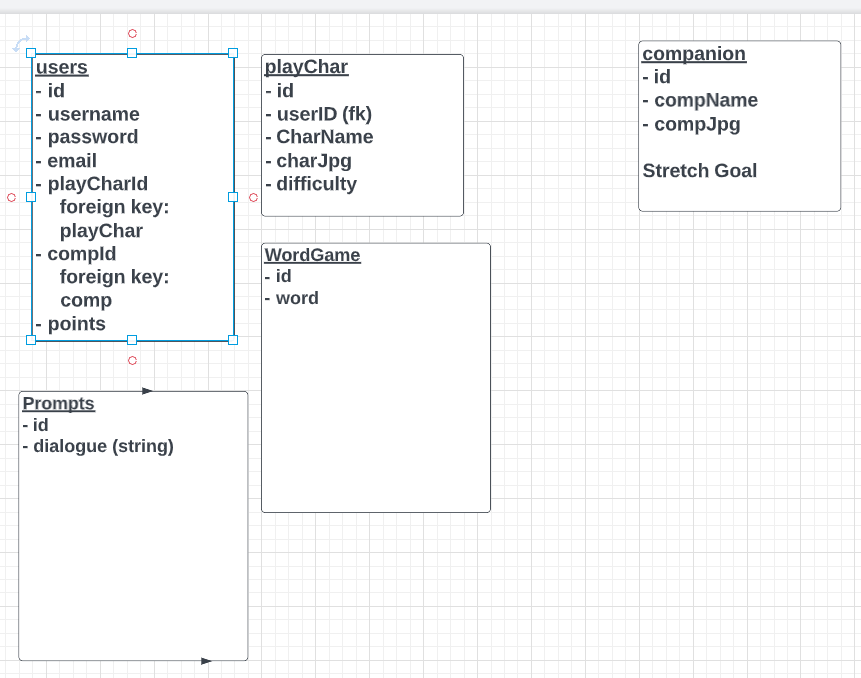 users
- id
- username
- password
- email
- playCharId
foreign key:
playChar
- compId
foreign key:
comp
- points
playChar
- id
- userID (fk)
- CharName
- charJpg
- difficulty
companion
- id
- compName
- compJpg
Stretch Goal
WordGame
- id
- word
Prompts
- id
- dialogue (string)